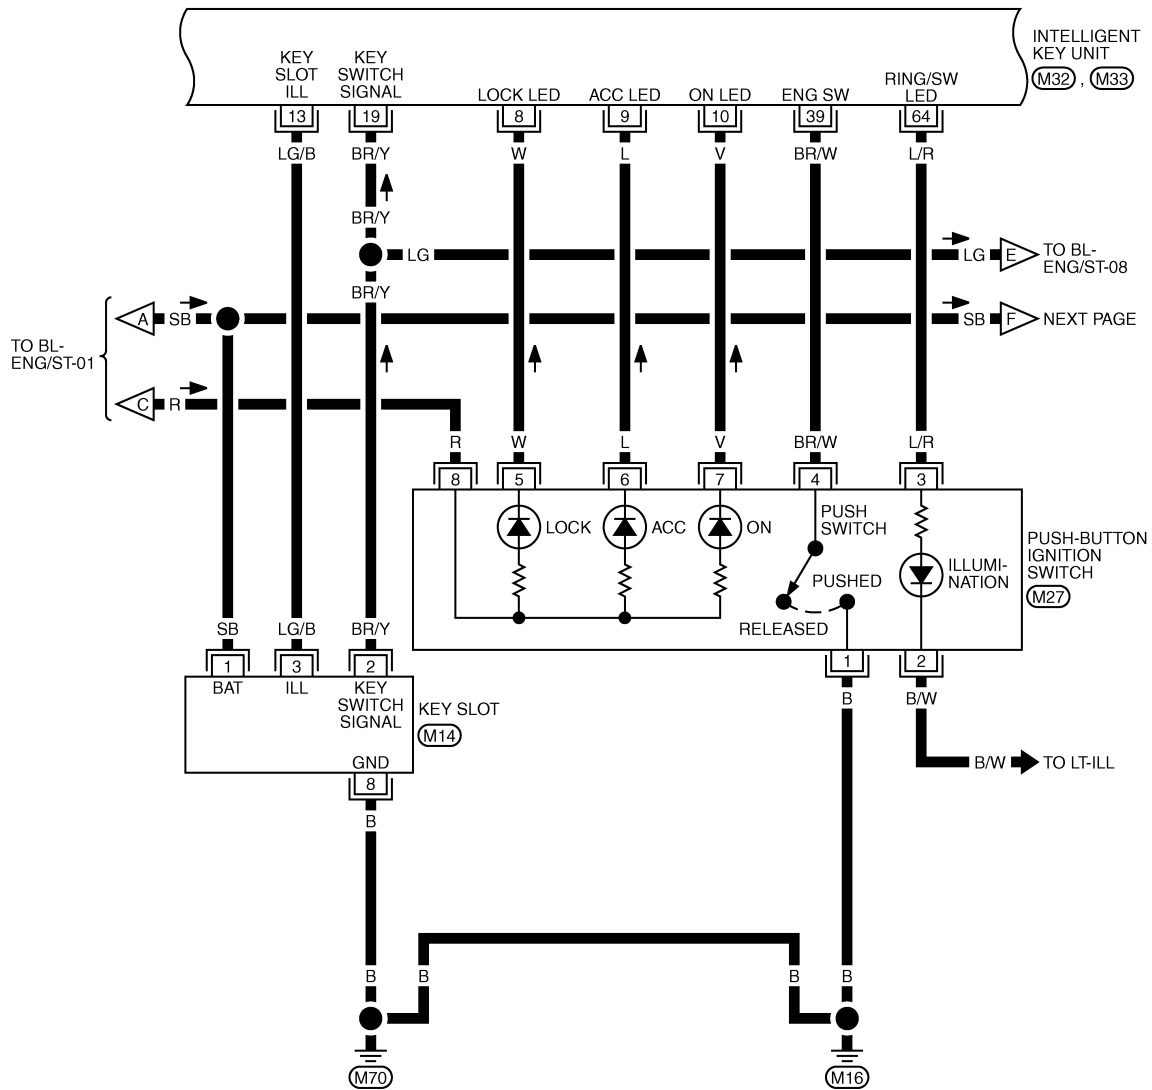 INTELLIGENT
KEY UNIT
M32 , M33
KEY
SLOT
ILL
KEY
SWITCH
SIGNAL
LOCK LED
ACC LED
ON LED
ENG SW
RING/SW
LED
13
19
8
9
10
39
64
LG/B
BR/Y
W
L
V
BR/W
L/R
BR/Y
LG
LG
E
TO BL-
ENG/ST-08
BR/Y
TO BL-
ENG/ST-01
A
SB
SB
F
NEXT PAGE
C
R
R
W
L
V
BR/W
L/R
8
5
6
7
4
3
LOCK
ACC
ON
PUSH
SWITCH
PUSHED
RELEASED
ILLUMI-
NATION
PUSH-BUTTON
IGNITION
SWITCH
M27
SB
LG/B
BR/Y
1
3
2
1
2
BAT
ILL
KEY
SWITCH
SIGNAL
GND
KEY SLOT
M14
8
B
B
B/W
B/W
TO LT-ILL
B
B
B
B
M70
M16